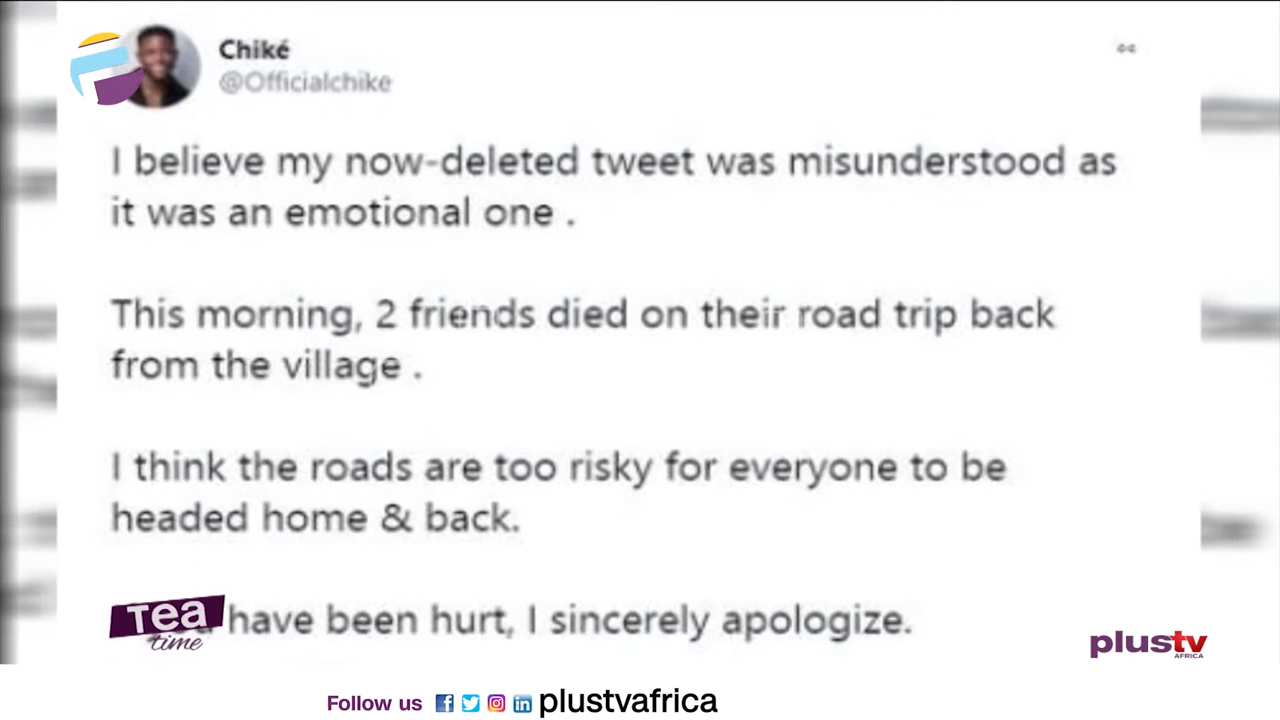 Chiké
@Officialchike
I believe my now-deleted tweet was misunderstood as
it was an emotional one .
This morning, 2 friends died on their road trip back
from the village .
I think the roads are too risky for everyone to be
headed home & back.
have been hurt, I sincerely apologize.
Tea
time
plustv
AFRICA
Follow us plustvafrica